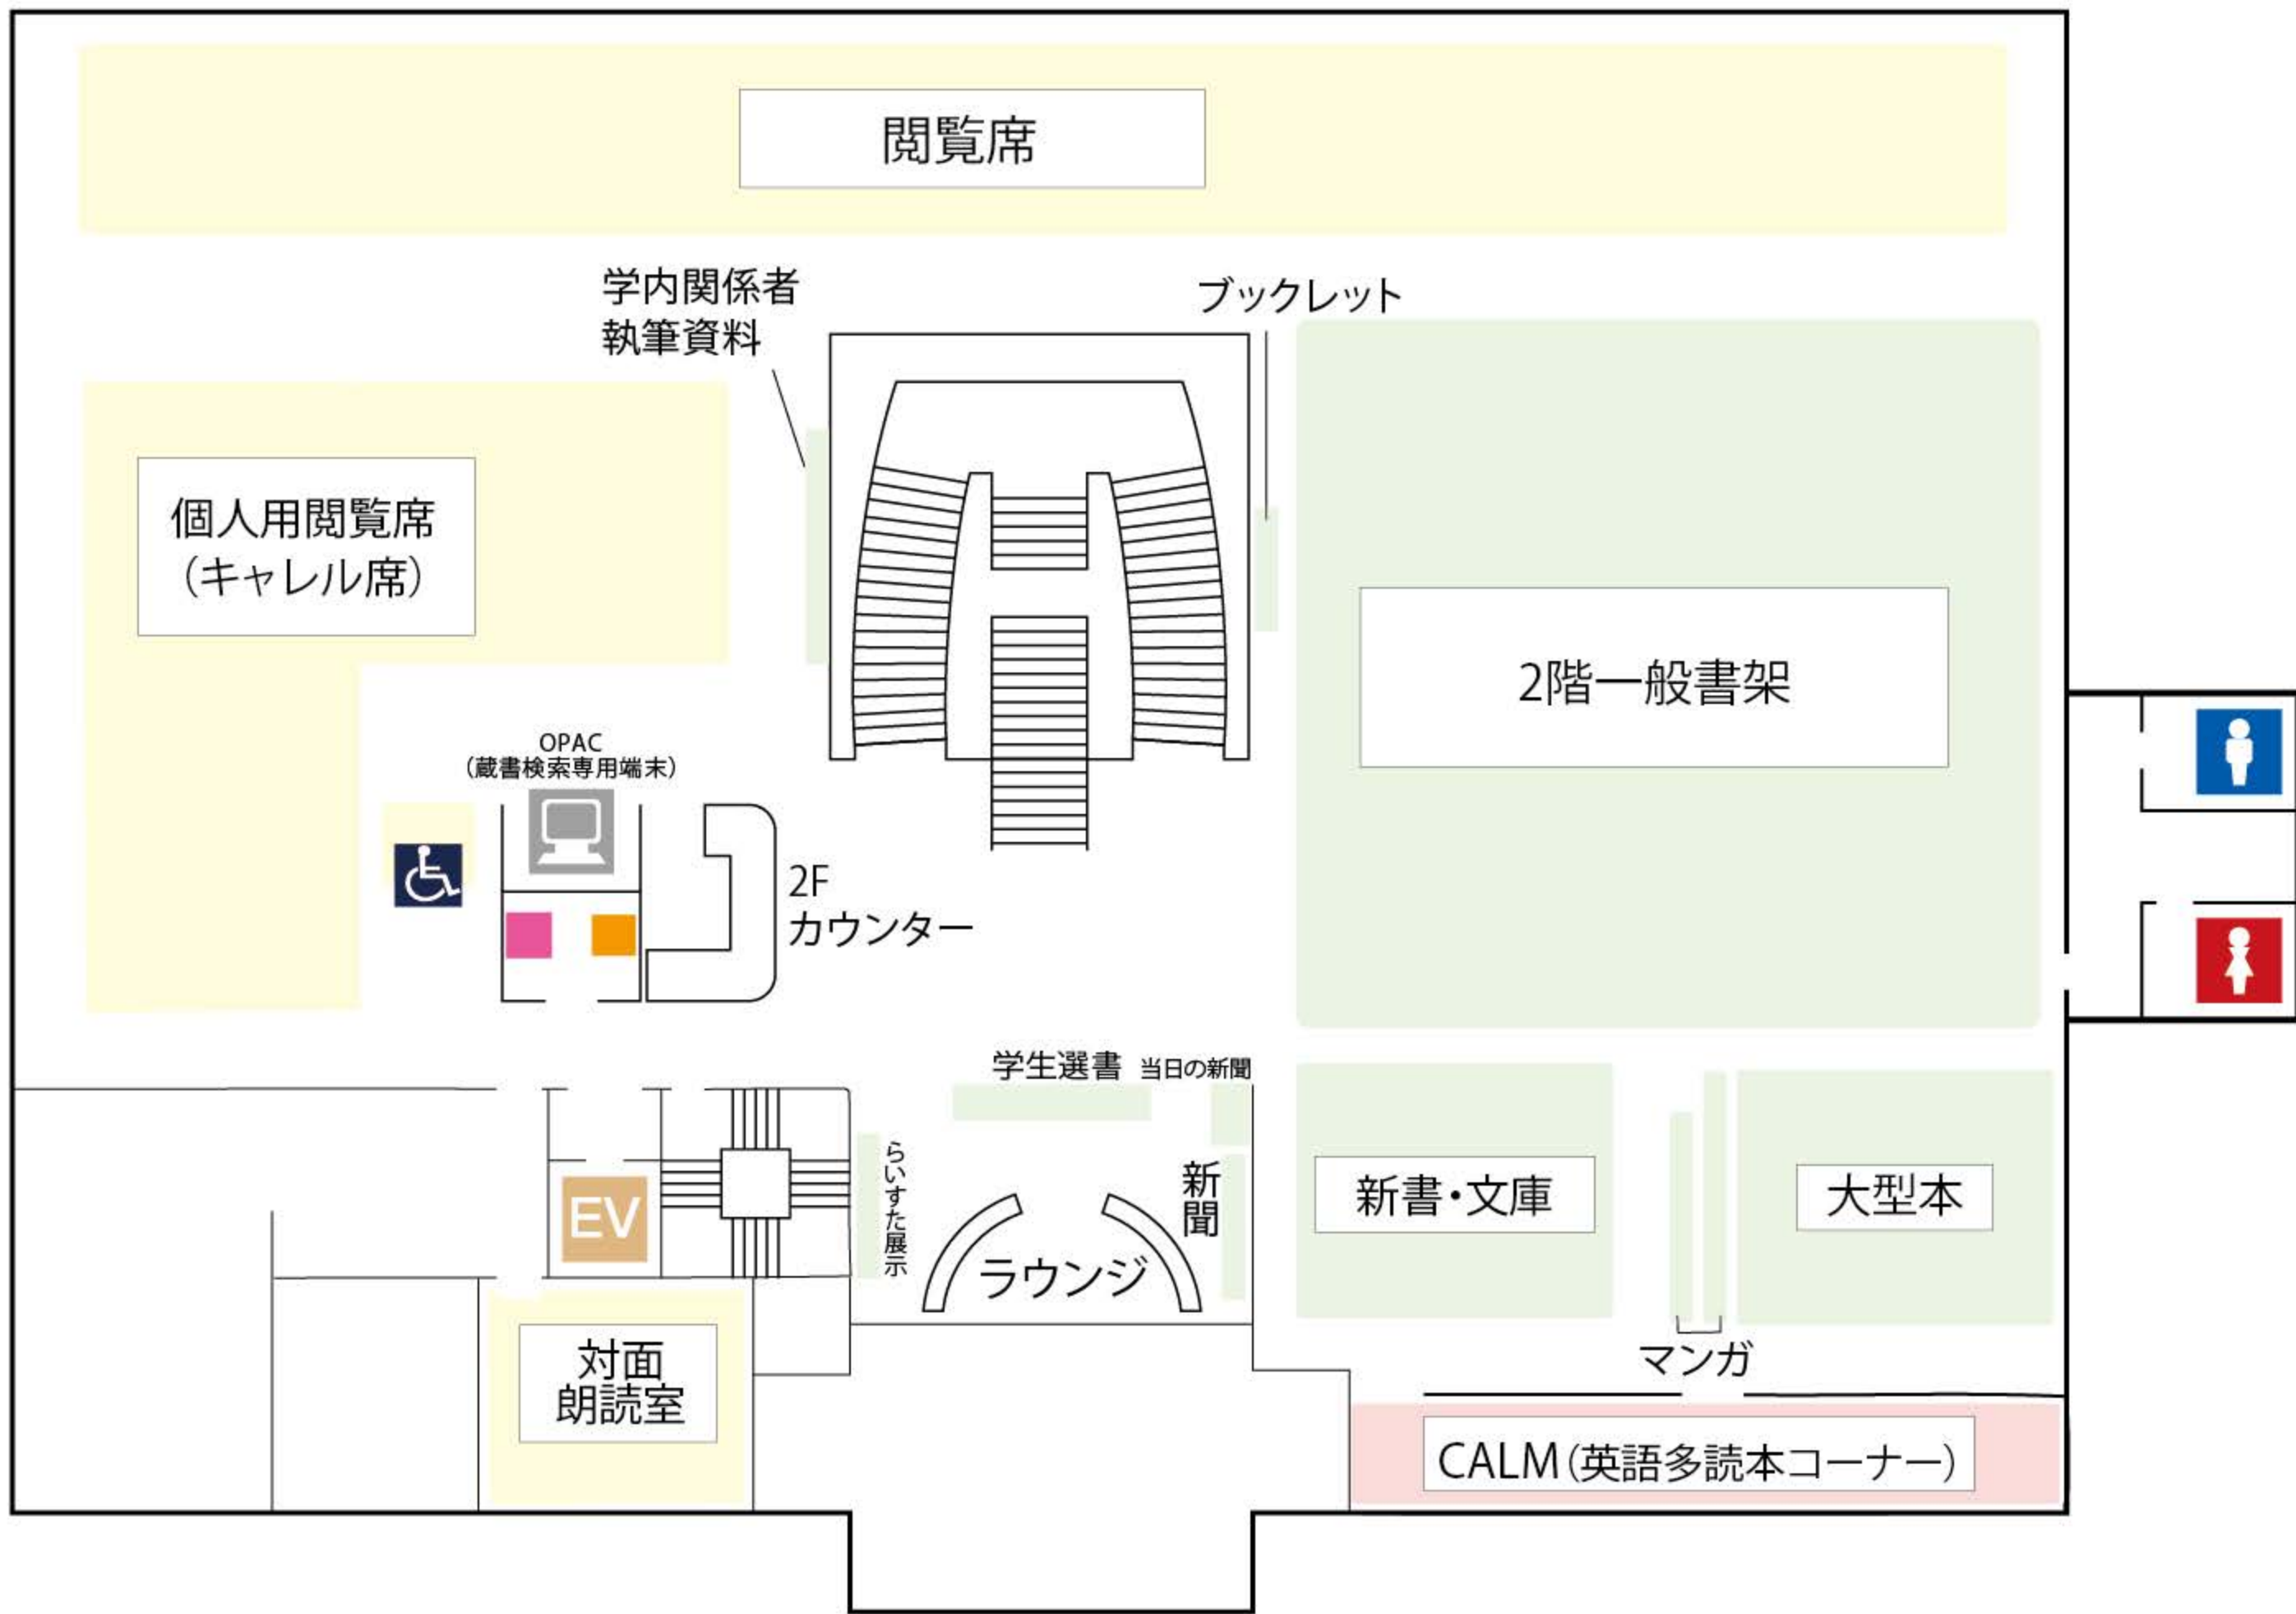 閲覧席
学内関係者
執筆資料
ブックレット
個人用閲覧席
（キャレル席）
2階一般書架
OPAC
（蔵書検索専用端末）
2F
カウンター
学生選書
当日の新聞
らいすた展示
新聞
EV
ラウンジ
新書・文庫
大型本
マンガ
対面
朗読室
CALM（英語多読本コーナー）